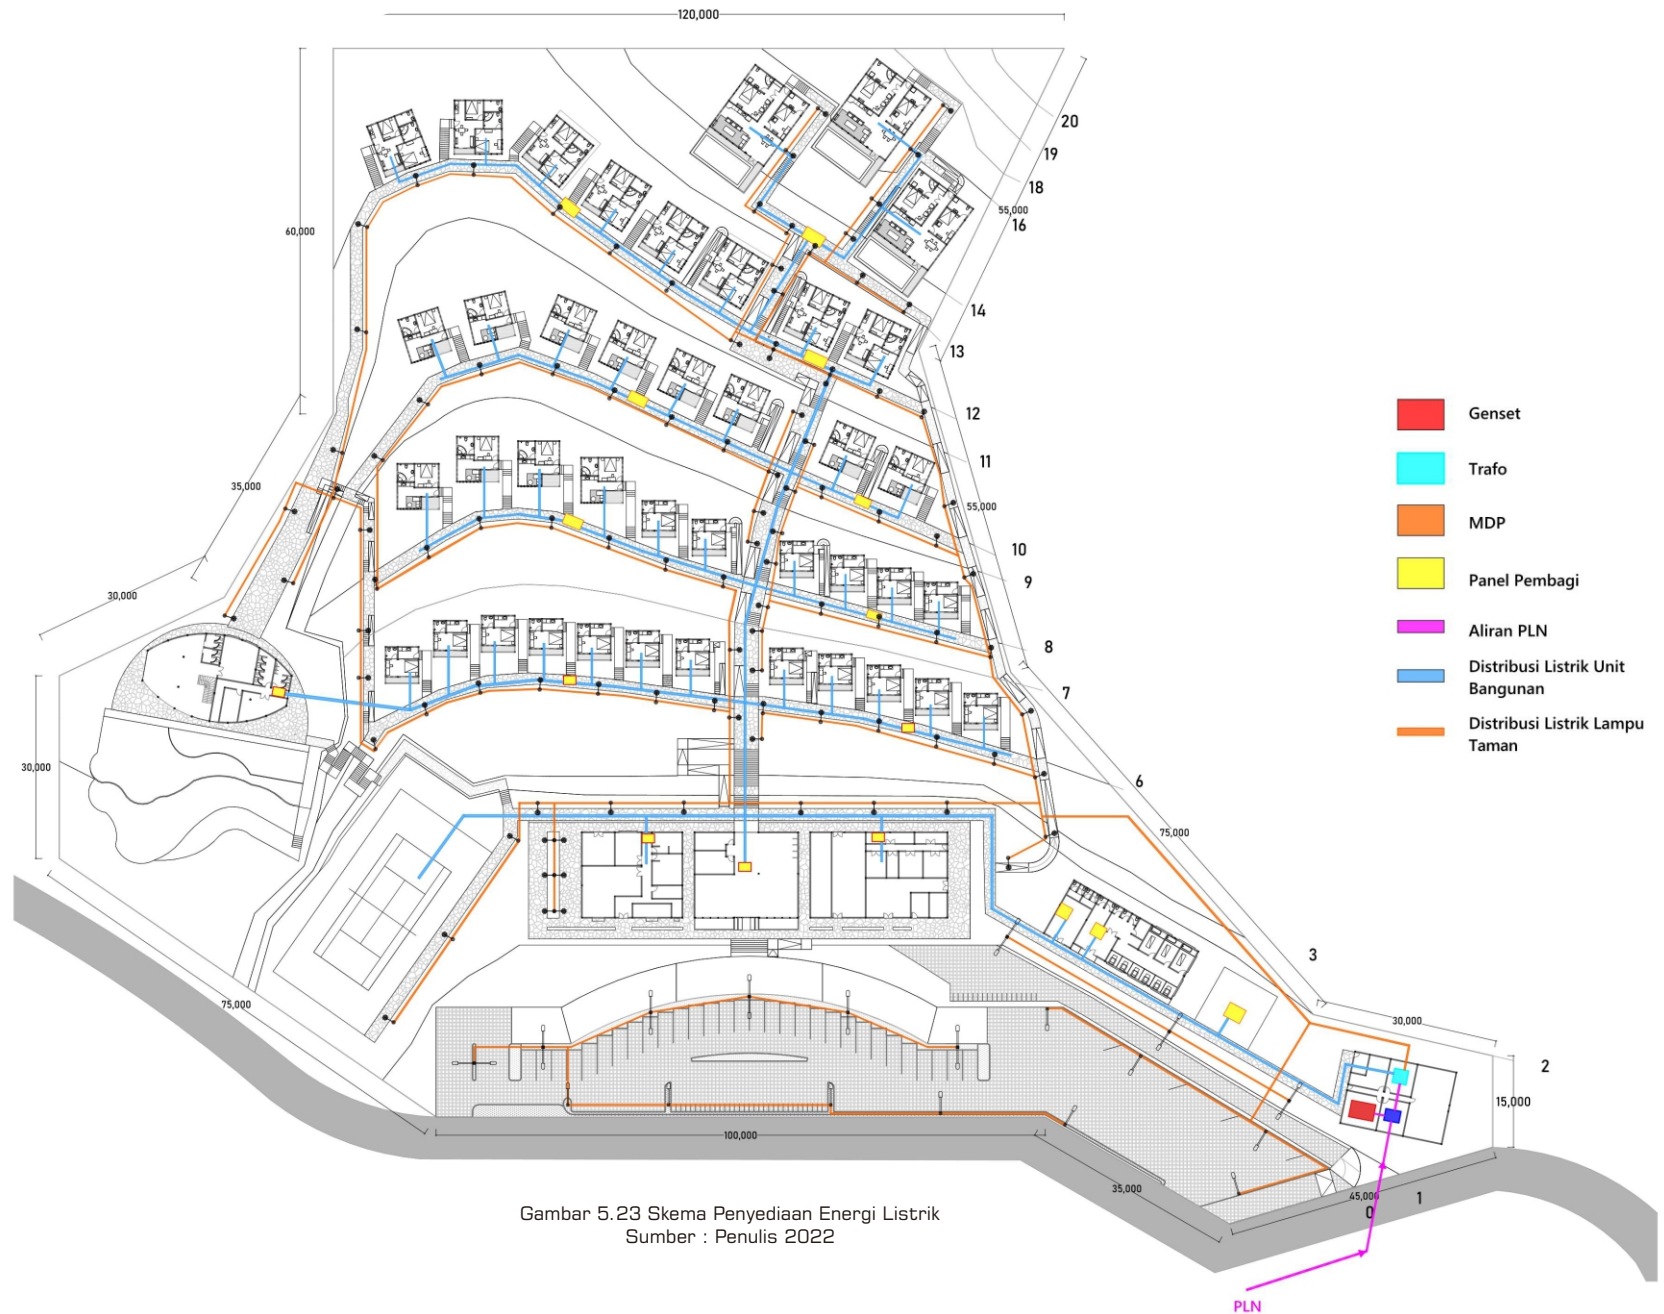 120,000
60,000
20
19
18
55,000
16
14
13
12
11
35,000
55,000
10
9
30,000
8
7
30,000
6
75,000
3
75,000
30,000
2
15,000
100,000
35,000
45,000
1
0
PLN
Genset
Trafo
MDP
Panel Pembagi
Aliran PLN
Distribusi Listrik Unit
Bangunan
Distribusi Listrik Lampu
Taman
Gambar 5.23 Skema Penyediaan Energi Listrik
Sumber : Penulis 2022